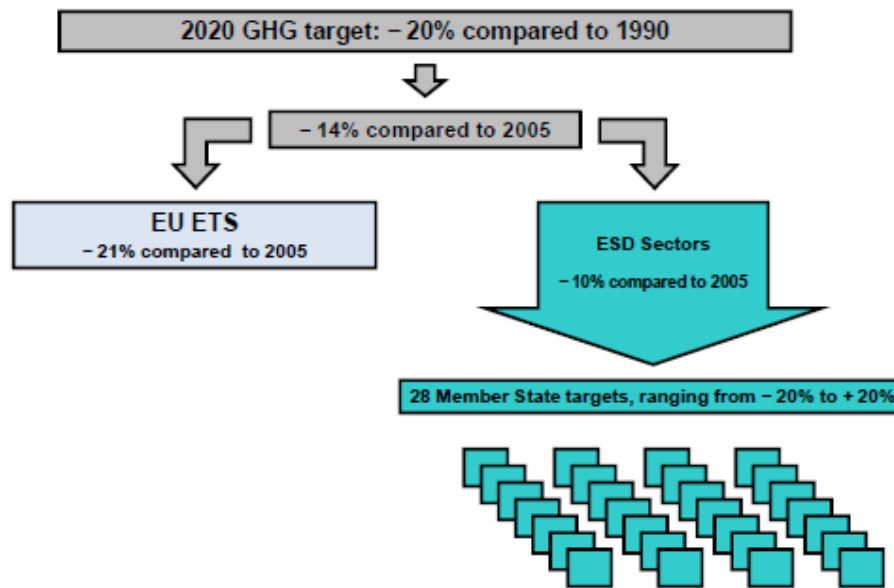 2020 GHG target: – 20% compared to 1990
– 14% compared to 2005
EU ETS
– 21% compared to 2005
ESD Sectors
– 10% compared to 2005
28 Member State targets, ranging from – 20% to + 20%